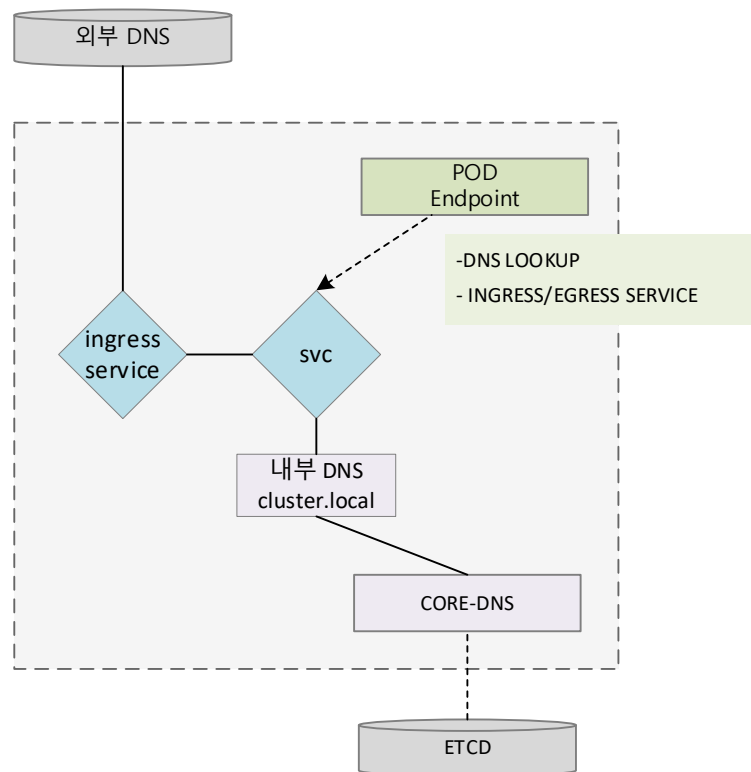 외부 DNS
POD
Endpoint
-DNS LOOKUP
- INGRESS/EGRESS SERVICE
ingress
service
svc
내부 DNS
cluster.local
CORE-DNS
ETCD